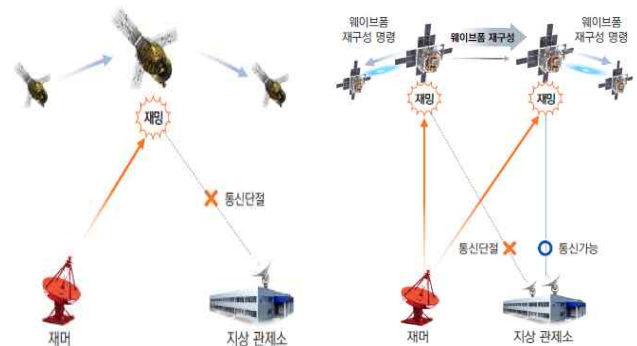 재밍
통신단절
재머
지상 관제소
웨이브폼
재구성 명령
웨이브폼 재구성
웨이브폼
재구성 명령
재밍
재밍
통신단절
통신가능
재머
지상 관제소